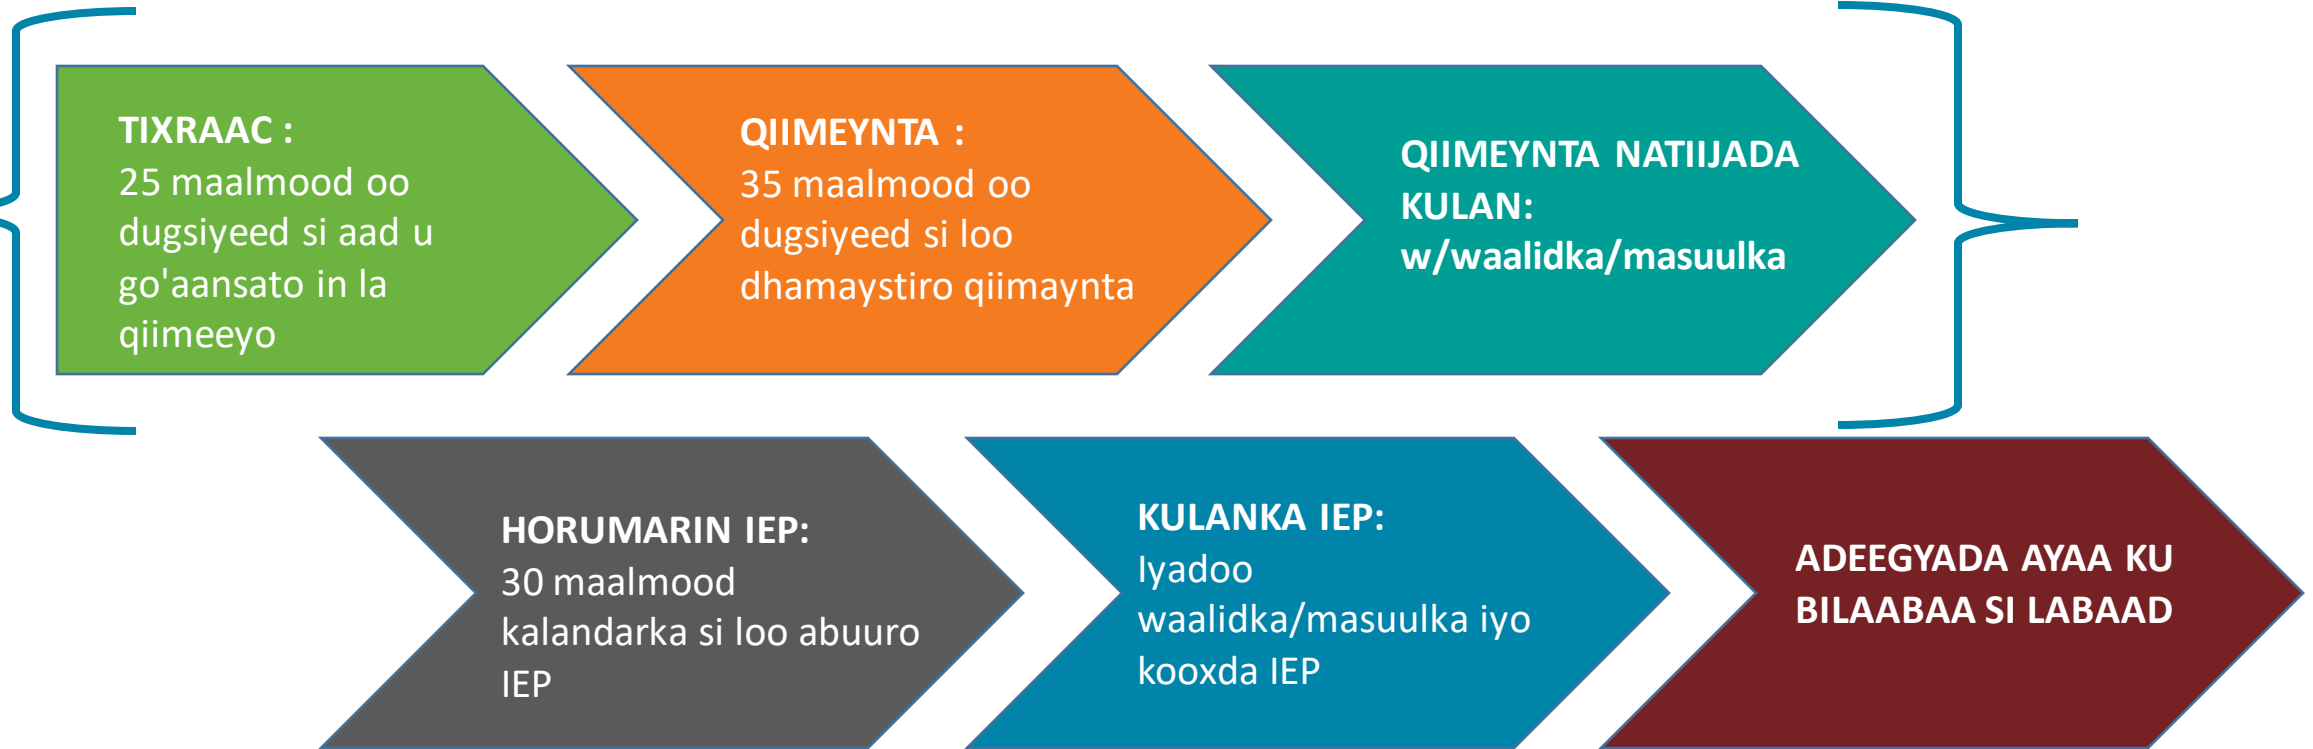 TIXRAAC :
25 maalmood oo
dugsiyeed si aad u
go'aansato in la
qiimeeyo
QIIMEYNTA :
35 maalmood oo
dugsiyeed si loo
dhamaystiro qiimaynta
QIIMEYNTA NATIIJADA
KULAN:
w/waalidka/masuulka
HORUMARIN IEP:
30 maalmood
kalandarka si loo abuuro
IEP
KULANKA IEP:
Iyadoo
waalidka/masuulka iyo
kooxda IEP
ADEEGYADA AYAA KU
BILAABAA SI LABAAD